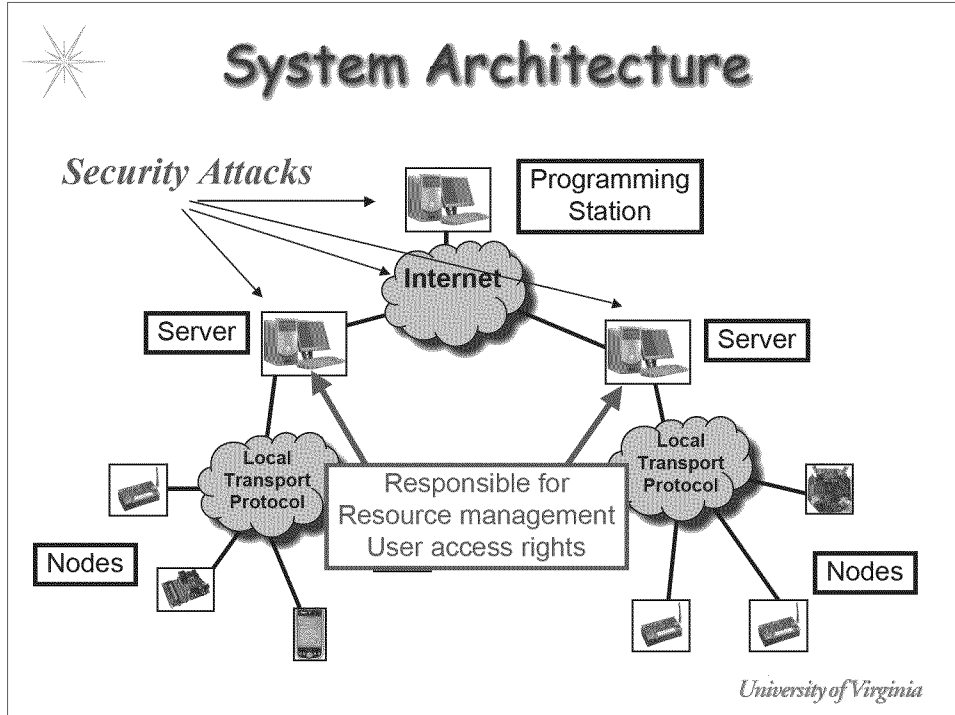 System Architecture
Security Attacks
Programming
Station
Internet
Server
Server
Local
Transport
Protocol
Local
Transport
Protocol
Responsible for
Resource management
User access rights
Nodes
Nodes
University of Virginia